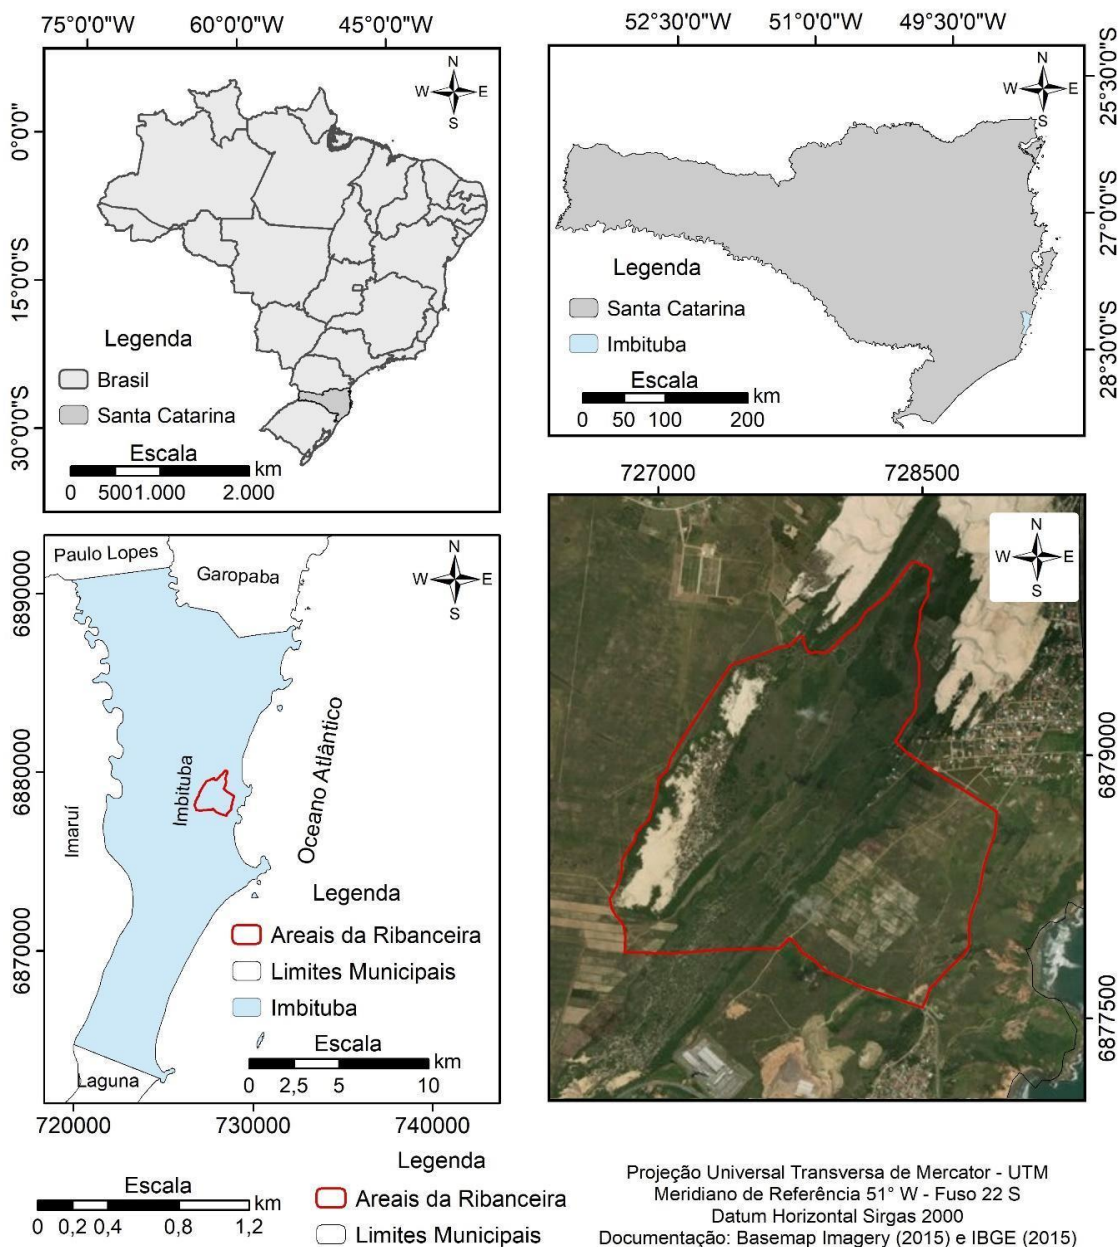 75°0'0"W 60°0'0"W 45°0'0"W
0°0'0"
15°0'0"S
30°0'0"S
N
W E
S
Legenda
Brasil
Santa Catarina
Escala
km
0 500 1.000 2.000
52°30'0"W 51°0'0"W 49°30'0"W
25°30'0"S
27°0'0"S
28°30'0"S
N
W E
S
Legenda
Santa Catarina
Imbituba
Escala
km
0 50 100 200
Paulo Lopes
Garopaba
N
W E
S
6890000
6880000
6870000
Imaruí
Imbituba
Oceano Atlântico
Legenda
Areais da Ribanceira
Limites Municipais
Imbituba
Escala
km
0 2,5 5 10
Laguna
720000 730000 740000
727000 728500
N
W E
S
6879000
6877500
Escala
km
0 0,2 0,4 0,8 1,2
Legenda
Areais da Ribanceira
Limites Municipais
Projeção Universal Transversa de Mercator - UTM
Meridiano de Referência 51° W - Fuso 22 S
Datum Horizontal Sirgas 2000
Documentação: Basemap Imagery (2015) e IBGE (2015)